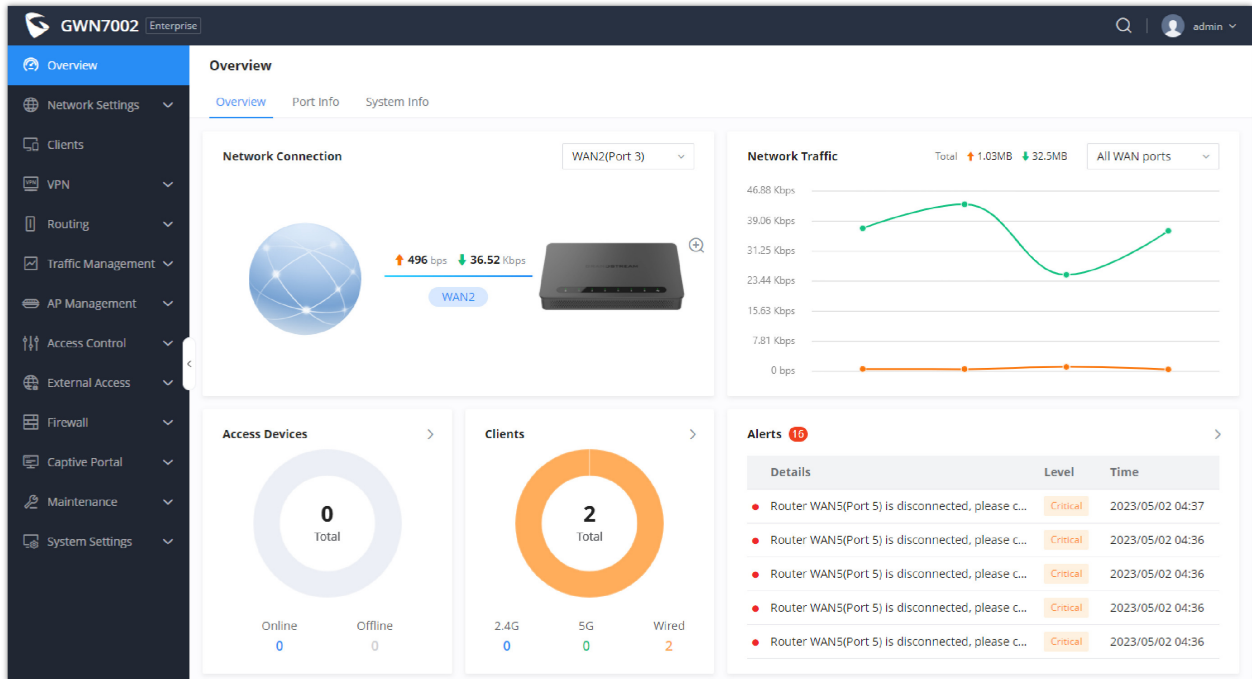 GWN7002 Enterprise
admin
Overview
Network Settings
Clients
VPN
Routing
Traffic Management
AP Management
Access Control
External Access
Firewall
Captive Portal
Maintenance
System Settings
Overview
Overview Port Info System Info
Network Connection WAN2(Port 3)
496 bps 36.52 Kbps
WAN2
Network Traffic Total 1.03MB 32.5MB All WAN ports
46.88 Kbps
39.06 Kbps
31.25 Kbps
23.44 Kbps
15.63 Kbps
7.81 Kbps
0 bps
Access Devices
0
Total
Online Offline
0 0
Clients
2
Total
2.4G 5G Wired
0 0 2
Alerts 16
Details Level Time
Router WAN5(Port 5) is disconnected, please c... Critical 2023/05/02 04:37
Router WAN5(Port 5) is disconnected, please c... Critical 2023/05/02 04:36
Router WAN5(Port 5) is disconnected, please c... Critical 2023/05/02 04:36
Router WAN5(Port 5) is disconnected, please c... Critical 2023/05/02 04:36
Router WAN5(Port 5) is disconnected, please c... Critical 2023/05/02 04:36